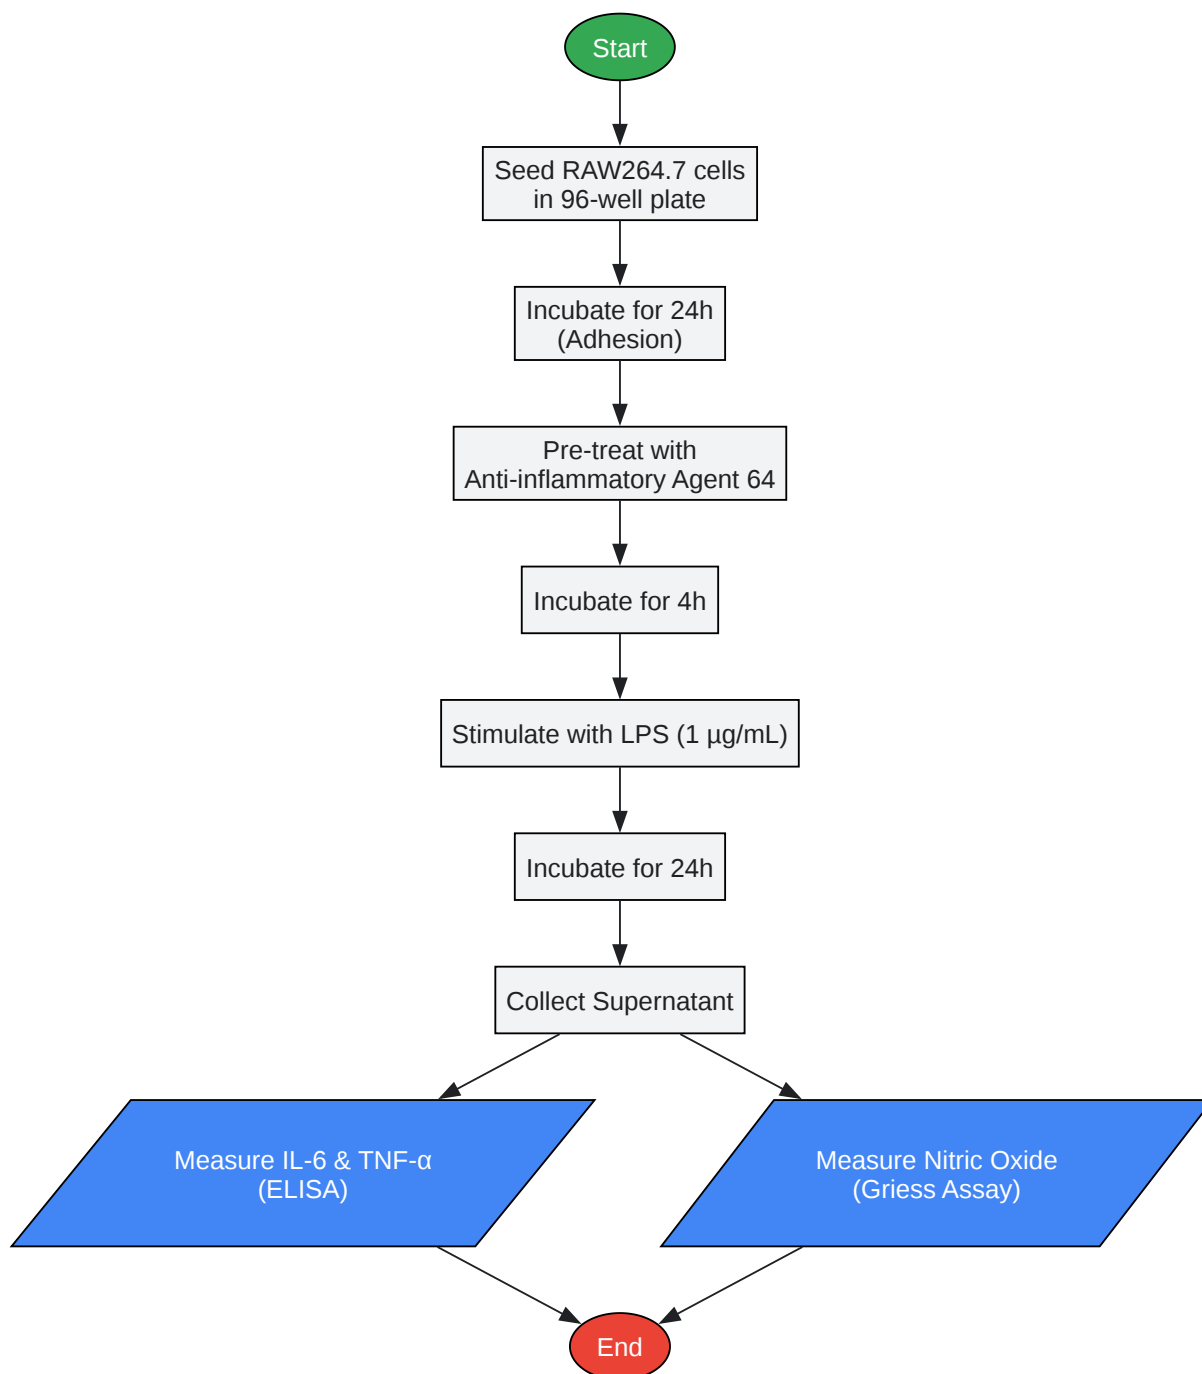 Start
Seed RAW264.7 cells
in 96-well plate
Incubate for 24h
(Adhesion)
Pre-treat with
Anti-inflammatory Agent 64
Incubate for 4h
Stimulate with LPS (1 µg/mL)
Incubate for 24h
Collect Supernatant
Measure IL-6 & TNF-α
(ELISA)
Measure Nitric Oxide
(Griess Assay)
End